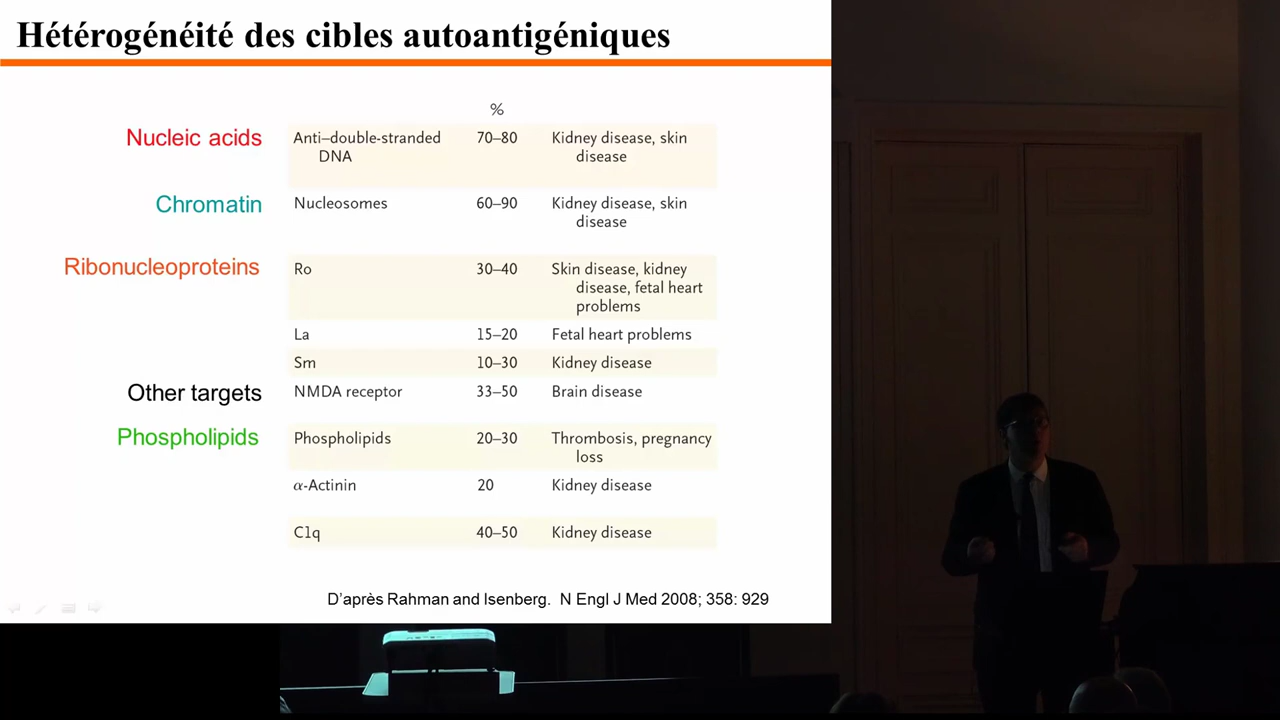 Hétérogénéité des cibles autoantigéniques
%
Nucleic acids
Anti–double-stranded
DNA
70–80
Kidney disease, skin
disease
Chromatin
Nucleosomes
60–90
Kidney disease, skin
disease
Ribonucleoproteins
Ro
30–40
Skin disease, kidney
disease, fetal heart
problems
La
15–20
Fetal heart problems
Sm
10–30
Kidney disease
Other targets
NMDA receptor
33–50
Brain disease
Phospholipids
Phospholipids
20–30
Thrombosis, pregnancy
loss
α-Actinin
20
Kidney disease
C1q
40–50
Kidney disease
D'après Rahman and Isenberg. N Engl J Med 2008; 358: 929